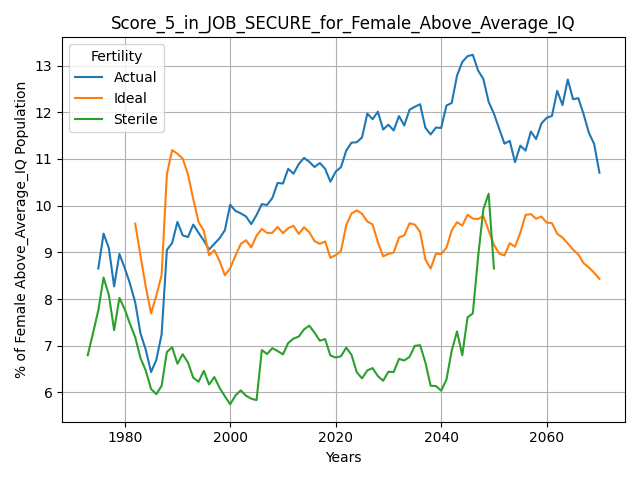 Score_5_in_JOB_SECURE_for_Female_Above_Average_IQ
Fertility
Actual
Ideal
Sterile
% of Female Above_Average_IQ Population
13
12
11
10
9
8
7
6
1980
2000
2020
2040
2060
Years